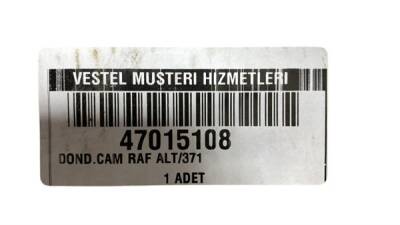 VESTEL MUSTERI HIZMETLERI
47015108
DOND.CAM RAF ALT/371
1 ADET